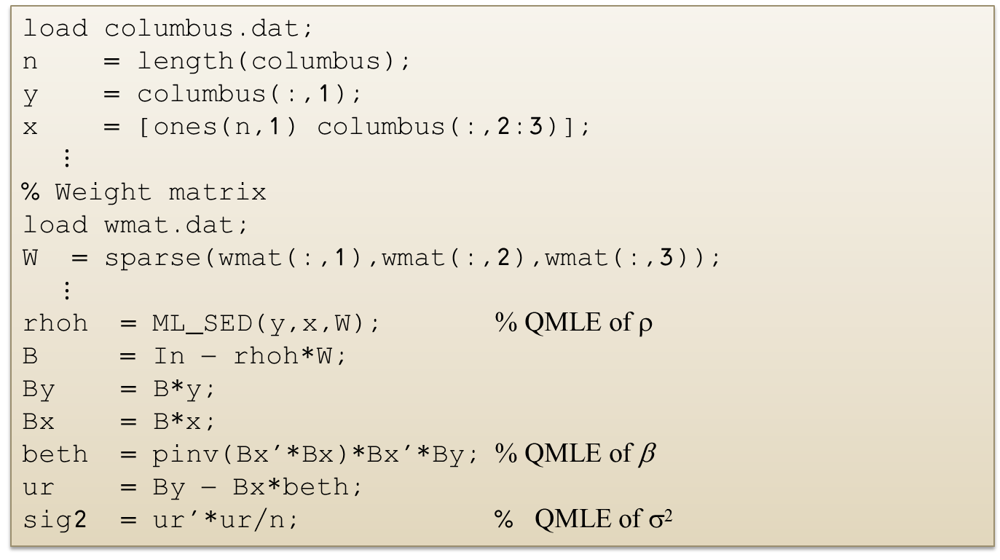 load columbus.dat;
n    = length(columbus);
y    = columbus(:,1);
x    = [ones(n,1) columbus(:,2:3)];
⋮
% Weight matrix
load wmat.dat;
W  = sparse(wmat(:,1),wmat(:,2),wmat(:,3));
⋮
rhoh  = ML_SED(y,x,W);       % QMLE of ρ
B     = In – rhoh*W;
By    = B*y;
Bx    = B*x;
beth  = pinv(Bx’*Bx)*Bx’*By; % QMLE of β
ur    = By – Bx*beth;
sig2  = ur’*ur/n;            %  QMLE of σ²